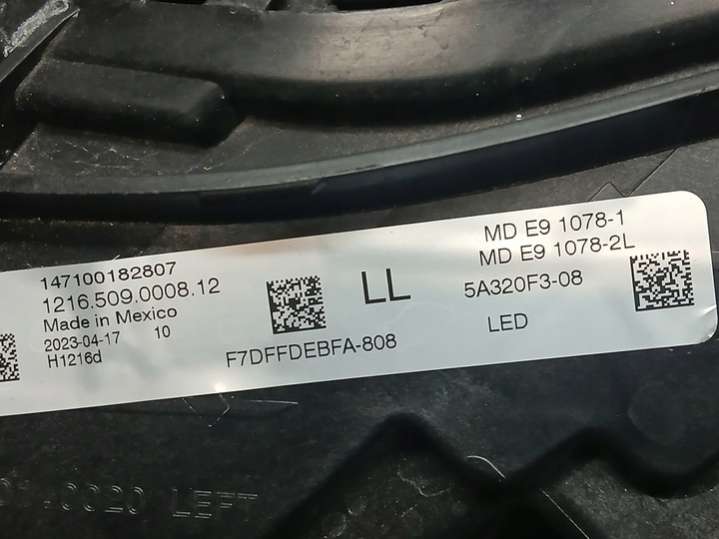 147100182807
1216.509.0008.12
Made in Mexico
2023-04-17 10
H1216d
F7DFFDEBFA-808
LL
MD E9 1078-1
MD E9 1078-2L
5A320F3-08
LED
.0020 LEFT